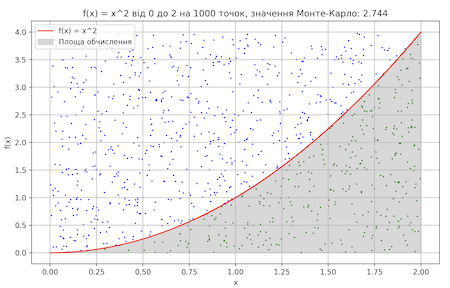 f(x) = x^2 від 0 до 2 на 1000 точок, значення Монте-Карло: 2.744
f(x) = x^2
Площа обчислення
4.0
3.5
3.0
2.5
2.0
1.5
1.0
0.5
0.0
f(x)
0.00 0.25 0.50 0.75 1.00 1.25 1.50 1.75 2.00
x